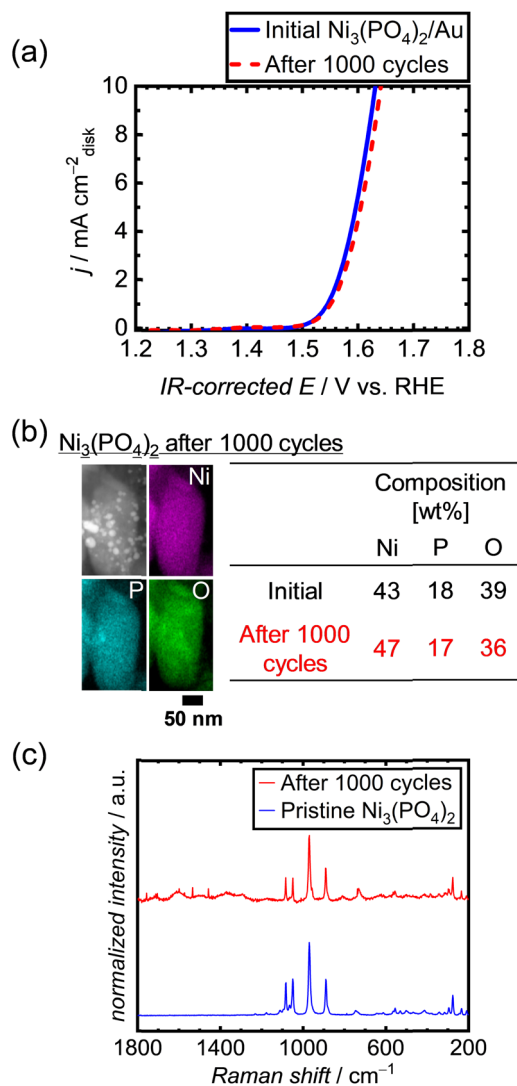 (a)
Initial Ni₃(PO₄)₂/Au
After 1000 cycles
10
8
6
4
2
0
j / mA cm⁻²disk
1.2 1.3 1.4 1.5 1.6 1.7 1.8
IR-corrected E / V vs. RHE
(b)
Ni₃(PO₄)₂ after 1000 cycles
Ni
P O
50 nm
Composition
[wt%]
Ni P O
Initial 43 18 39
After 1000
cycles 47 17 36
(c)
After 1000 cycles
Pristine Ni₃(PO₄)₂
normalized intensity / a.u.
1800 1400 1000 600 200
Raman shift / cm⁻¹